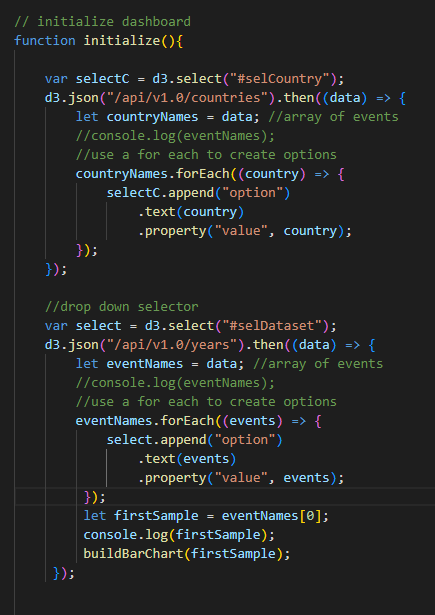 // initialize dashboard
function initialize(){
var selectC = d3.select("#selCountry");
d3.json("/api/v1.0/countries").then((data) => {
let countryNames = data; //array of events
//console.log(eventNames);
//use a for each to create options
countryNames.forEach((country) => {
selectC.append("option")
.text(country)
.property("value", country);
});
});
//drop down selector
var select = d3.select("#selDataset");
d3.json("/api/v1.0/years").then((data) => {
let eventNames = data; //array of events
//console.log(eventNames);
//use a for each to create options
eventNames.forEach((events) => {
select.append("option")
.text(events)
.property("value", events);
});
let firstSample = eventNames[0];
console.log(firstSample);
buildBarChart(firstSample);
});